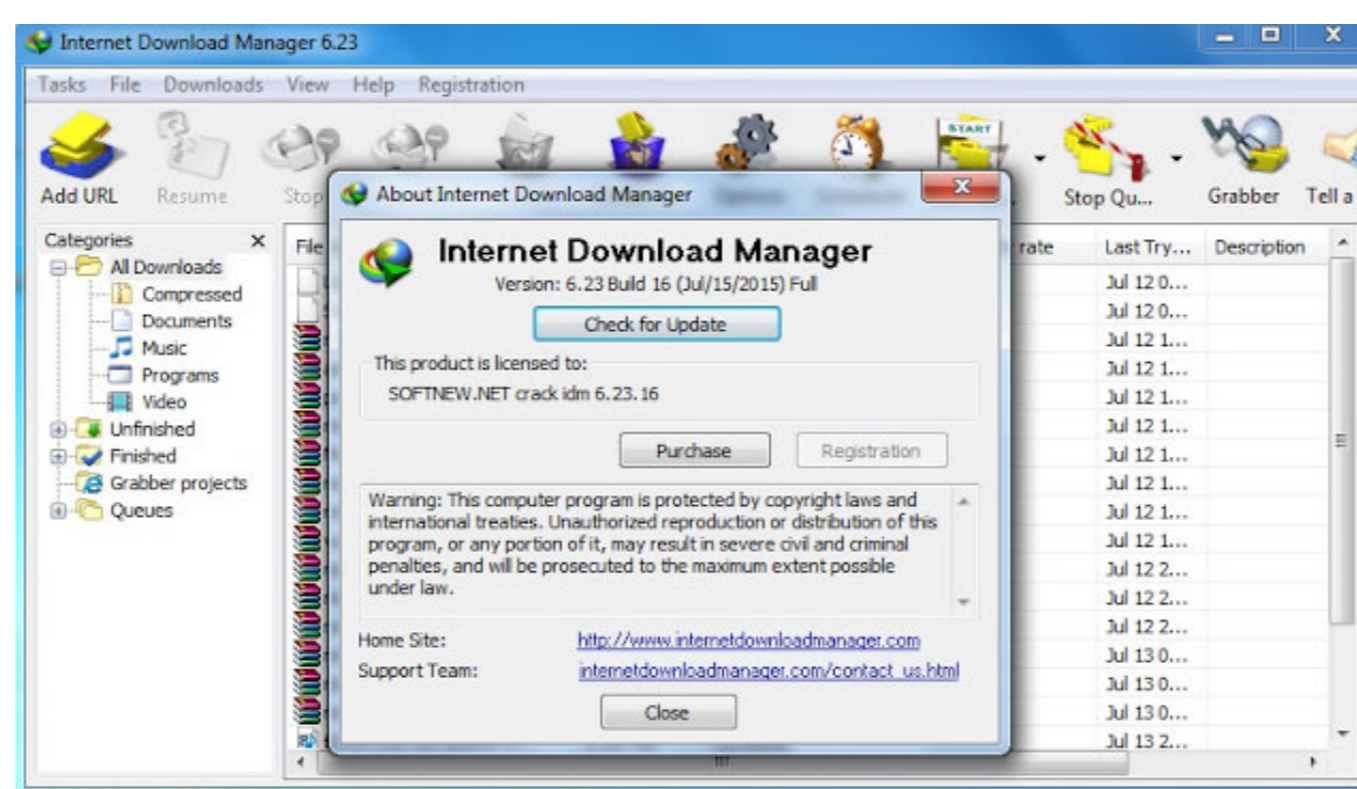 Internet Download Manager 6.23
Tasks File Downloads View Help Registration
START
Add URL Resume Stop Stop Qu... Grabber Tell a
About Internet Download Manager
Categories
All Downloads
Compressed
Documents
Music
Programs
Video
Unfinished
Finished
Grabber projects
Queues
File rate Last Try... Description
Internet Download Manager
Version: 6.23 Build 16 (Jul/15/2015) Full
Check for Update
This product is licensed to:
SOFTNEW.NET crack idm 6.23.16
Purchase Registration
Warning: This computer program is protected by copyright laws and
international treaties. Unauthorized reproduction or distribution of this
program, or any portion of it, may result in severe civil and criminal
penalties, and will be prosecuted to the maximum extent possible
under law.
Home Site: http://www.internetdownloadmanager.com
Support Team: internetdownloadmanager.com/contact_us.html
Close
Jul 12 0...
Jul 12 0...
Jul 12 1...
Jul 12 1...
Jul 12 1...
Jul 12 1...
Jul 12 1...
Jul 12 1...
Jul 12 1...
Jul 12 1...
Jul 12 2...
Jul 12 2...
Jul 12 2...
Jul 13 0...
Jul 13 0...
Jul 13 0...
Jul 13 2...